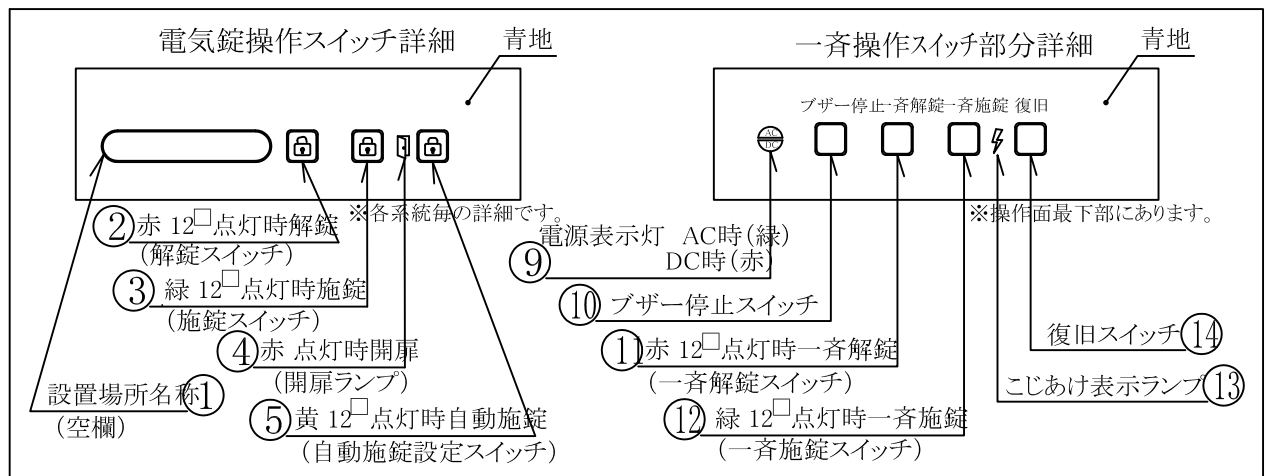 電気錠操作スイッチ詳細
青地
※各系統毎の詳細です。
② 赤 12□点灯時解錠
(解錠スイッチ)
③ 緑 12□点灯時施錠
(施錠スイッチ)
④ 赤 点灯時開扉
(開扉ランプ)
設置場所名称①
(空欄)
⑤ 黄 12□点灯時自動施錠
(自動施錠設定スイッチ)
一斉操作スイッチ部分詳細
青地
ブザー停止 一斉解錠 一斉施錠 復旧
AC
DC
※操作面最下部にあります。
電源表示灯 AC時(緑)
⑨ DC時(赤)
⑩ ブザー停止スイッチ
⑪赤 12□点灯時一斉解錠
(一斉解錠スイッチ)
復旧スイッチ⑭
こじあけ表示ランプ⑬
⑫ 緑 12□点灯時一斉施錠
(一斉施錠スイッチ)